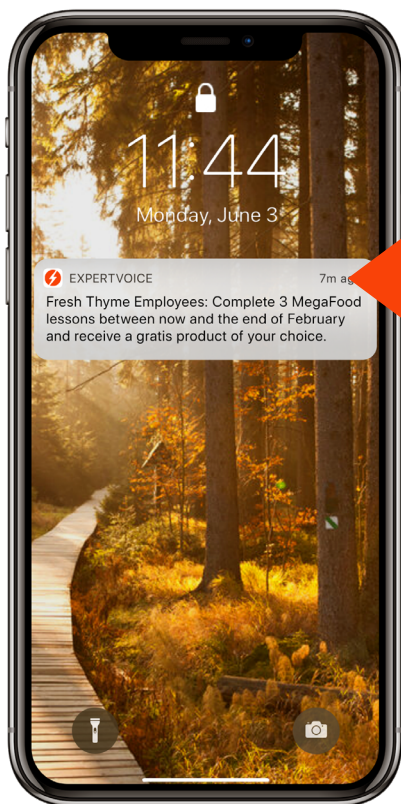 11:44
Monday, June 3
EXPERTVOICE 7m
Fresh Thyme Employees: Complete 3 MegaFood
lessons between now and the end of February
and receive a gratis product of your choice.